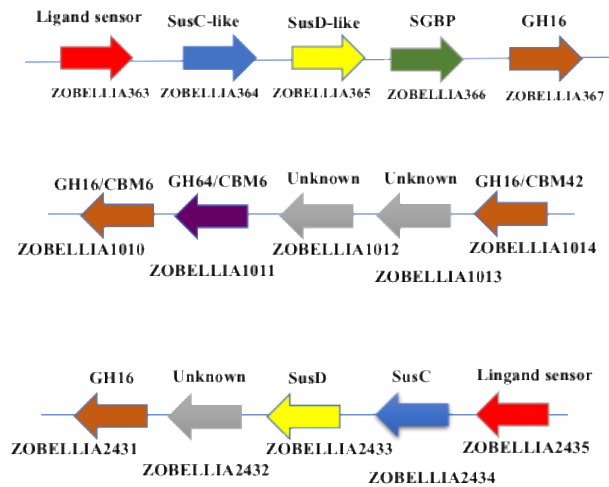 Ligand sensor SusC-like SusD-like SGBP GH16
ZOBELLIA363 ZOBELLIA364 ZOBELLIA365 ZOBELLIA366 ZOBELLIA367
GH16/CBM6 GH64/CBM6 Unknown Unknown GH16/CBM42
ZOBELLIA1010 ZOBELLIA1011 ZOBELLIA1012 ZOBELLIA1013 ZOBELLIA1014
GH16 Unknown SusD SusC Lingand sensor
ZOBELLIA2431 ZOBELLIA2432 ZOBELLIA2433 ZOBELLIA2434 ZOBELLIA2435